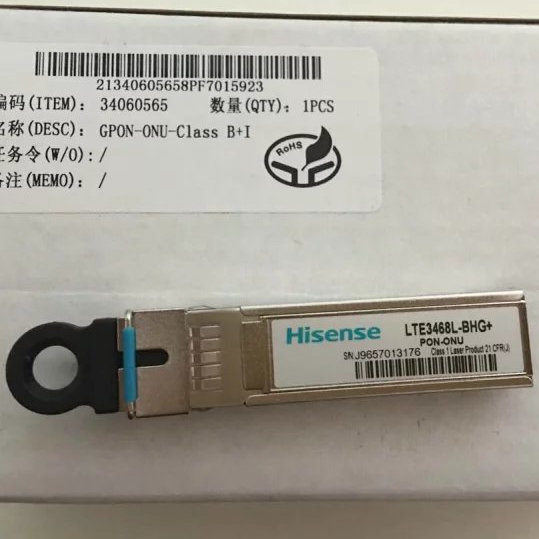 21340605658PF7015923
编码(ITEM): 34060565 数量(QTY): 1PCS
名称(DESC): GPON-ONU-Class B+I
任务令(W/O): /
备注(MEMO): /
RoHS
Hisense
LTE3468L-BHG+
PON-ONU
SN:J9657013176 Class 1 Laser Product 21 CFR(J)